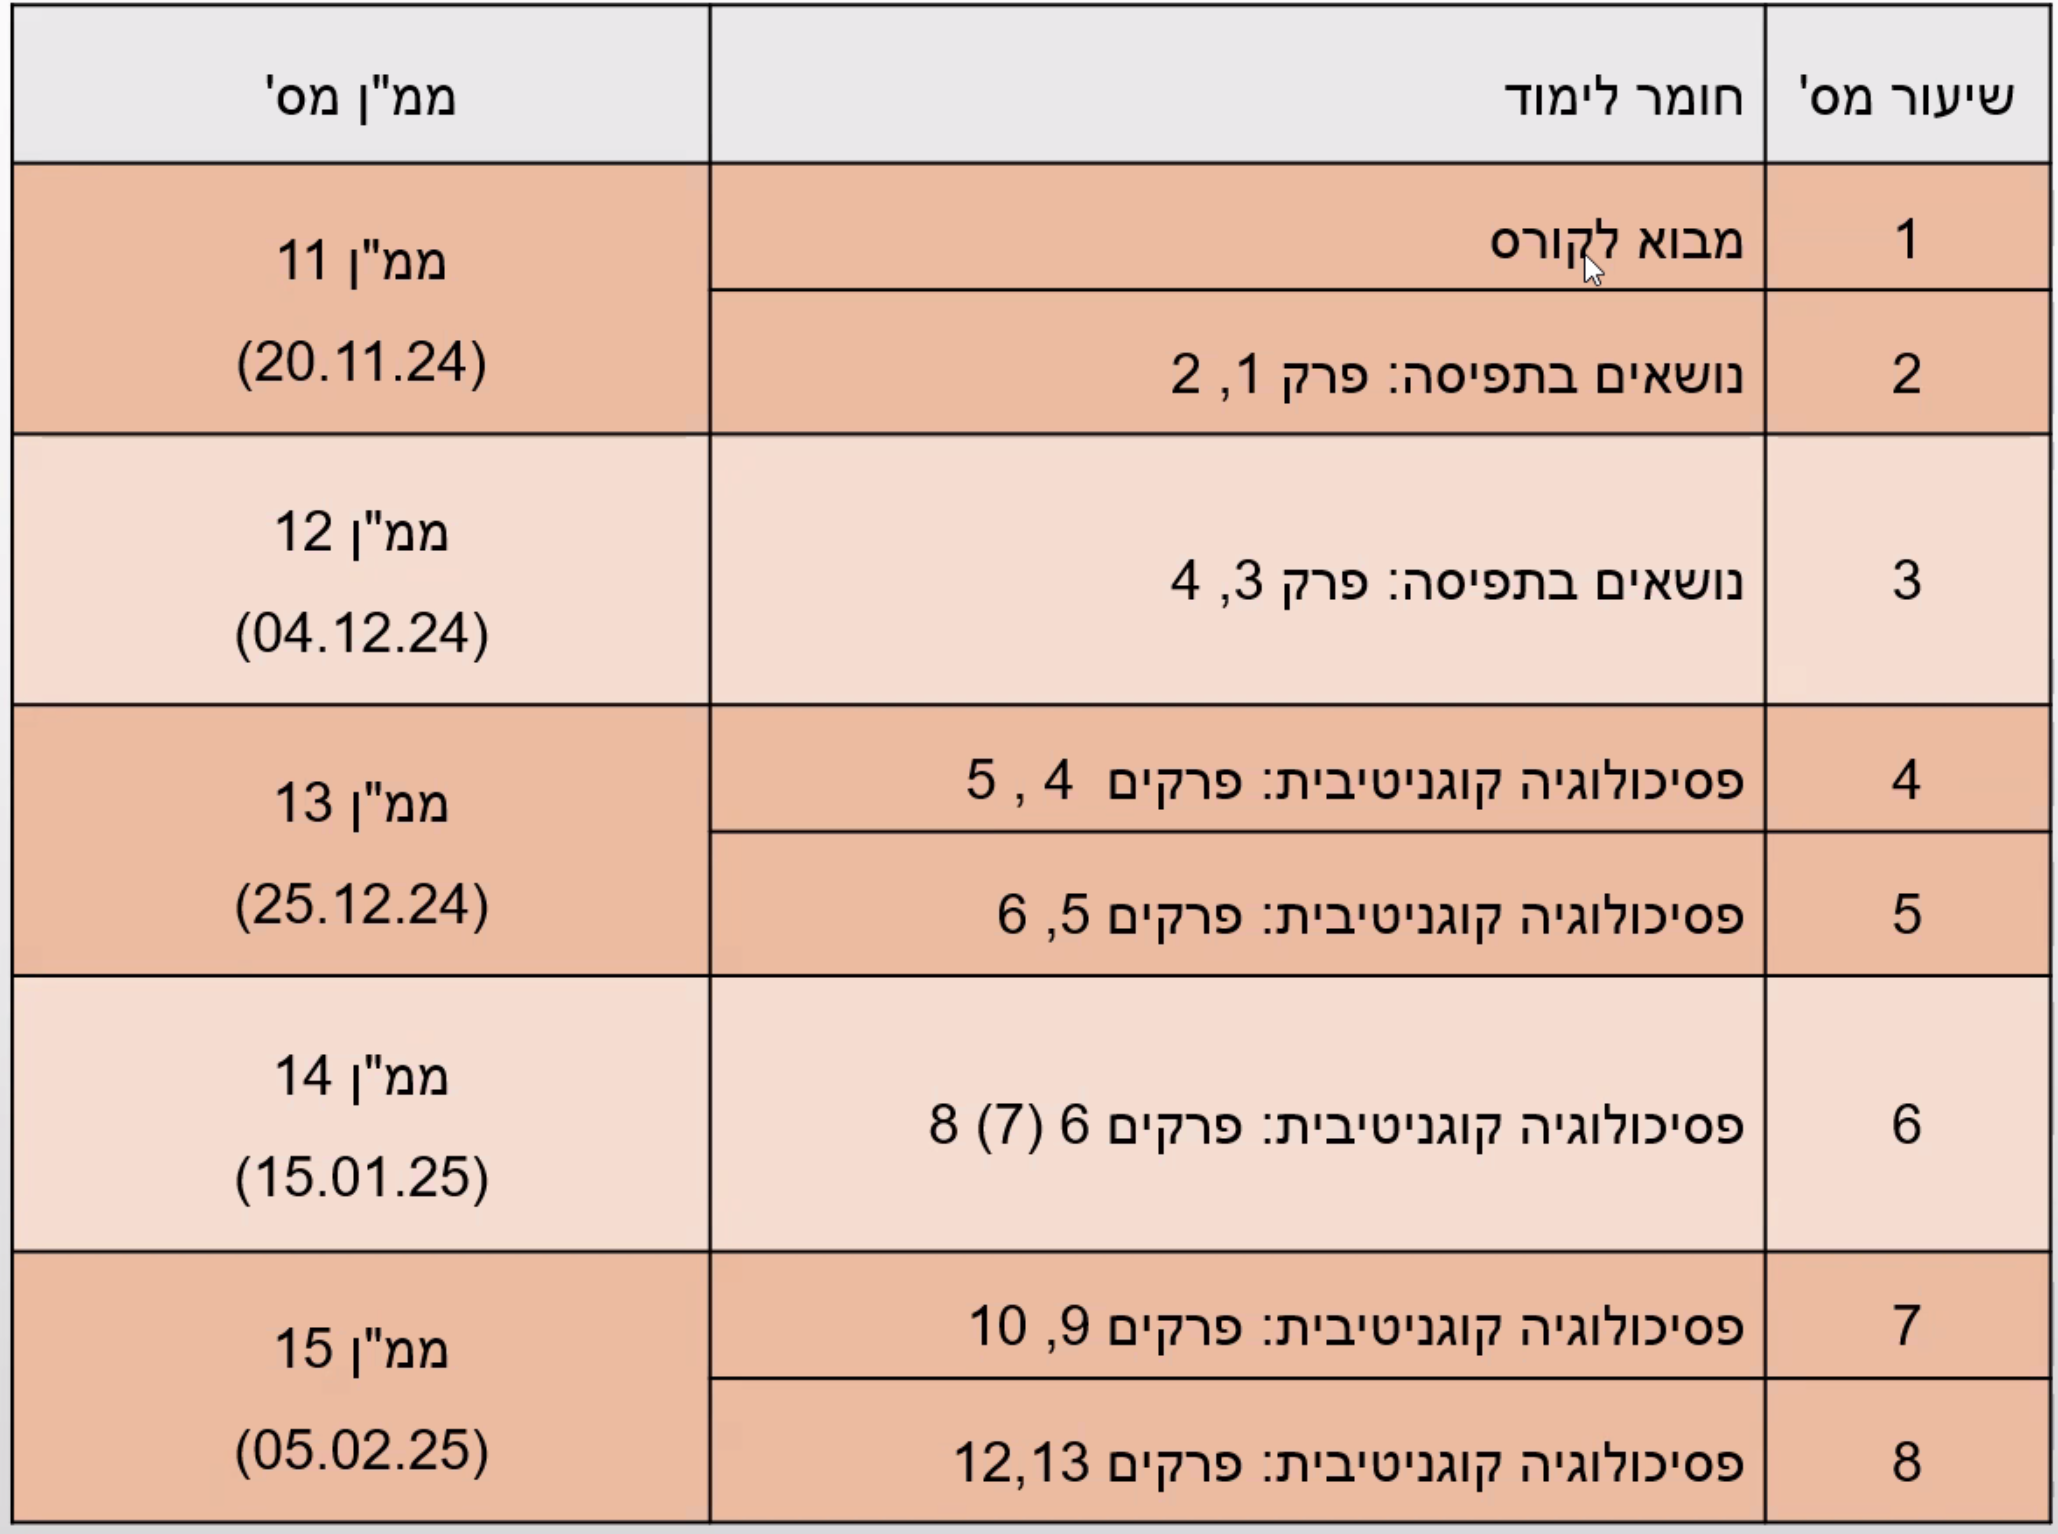 שיעור מס' חומר לימוד ממ"ן מס'
1 מבוא לקורס
ממ"ן 11
(20.11.24)
2 נושאים בתפיסה: פרק 1, 2
3 נושאים בתפיסה: פרק 3, 4
ממ"ן 12
(04.12.24)
4 פסיכולוגיה קוגניטיבית: פרקים 4 , 5
ממ"ן 13
(25.12.24)
5 פסיכולוגיה קוגניטיבית: פרקים 5, 6
6 פסיכולוגיה קוגניטיבית: פרקים 6 (7) 8
ממ"ן 14
(15.01.25)
7 פסיכולוגיה קוגניטיבית: פרקים 9, 10
ממ"ן 15
(05.02.25)
8 פסיכולוגיה קוגניטיבית: פרקים 12,13